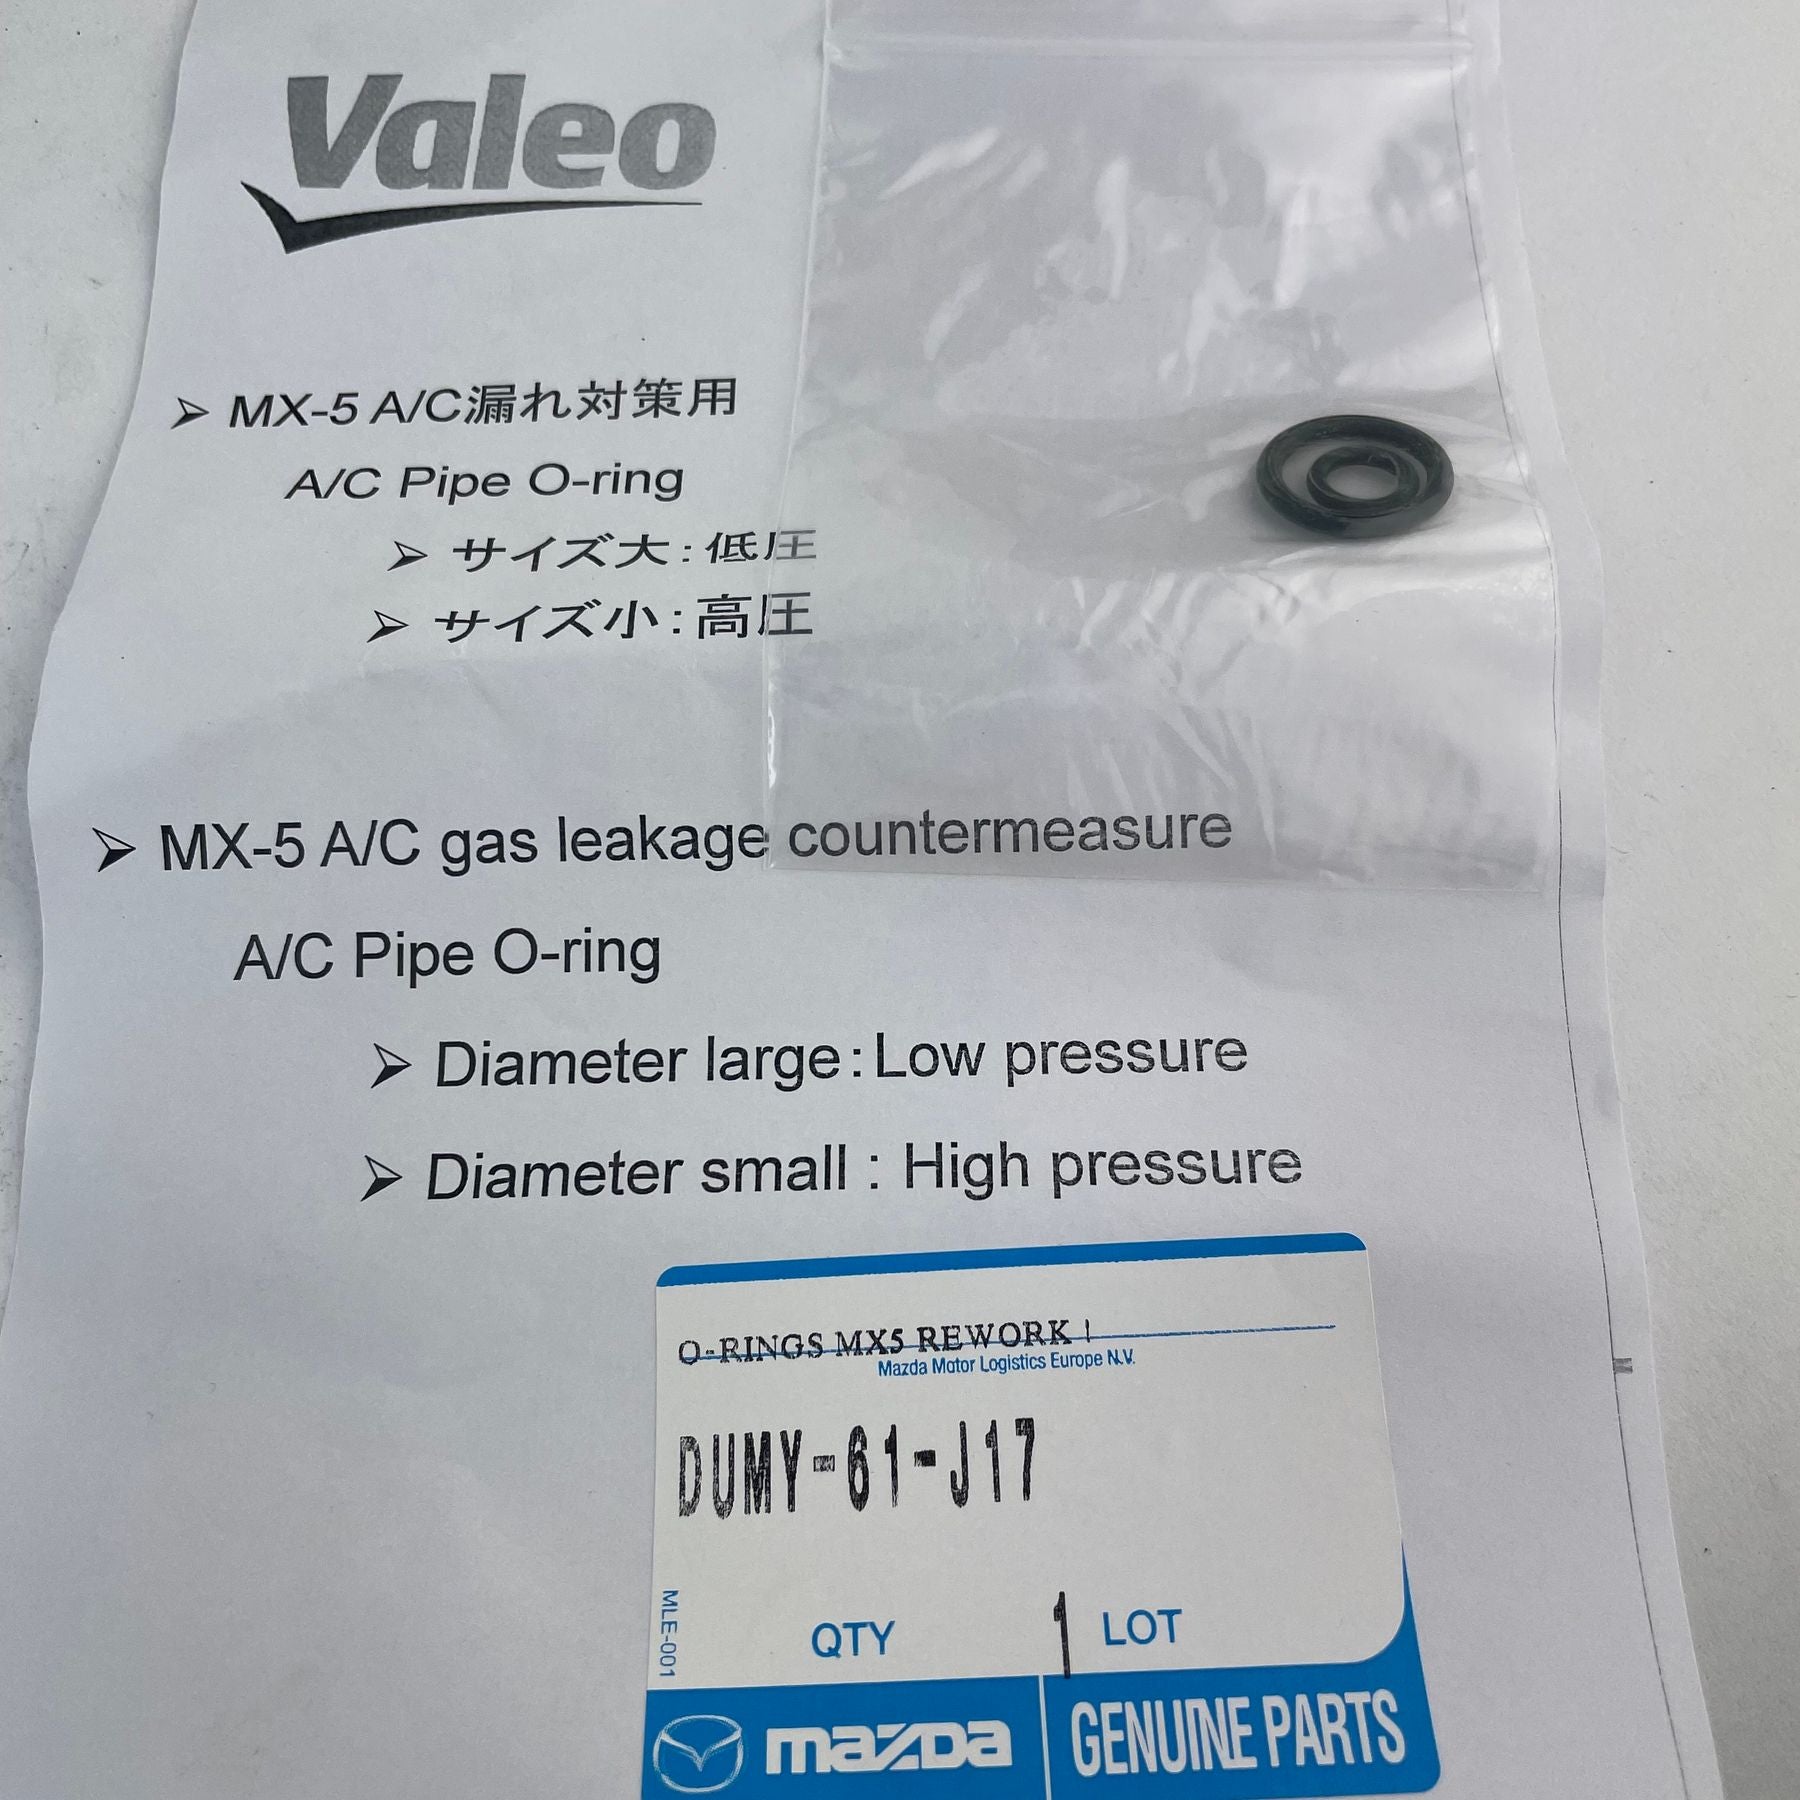 Valeo
➢ MX-5 A/C漏れ対策用
A/C Pipe O-ring
➢ サイズ大：低圧
➢ サイズ小：高圧
➢ MX-5 A/C gas leakage countermeasure
A/C Pipe O-ring
➢ Diameter large：Low pressure
➢ Diameter small： High pressure
O-RINGS MX5 REWORK
Mazda Motor Logistics Europe N.V.
DUMY-61-J17
MLE-001
QTY 1 LOT
mazda GENUINE PARTS